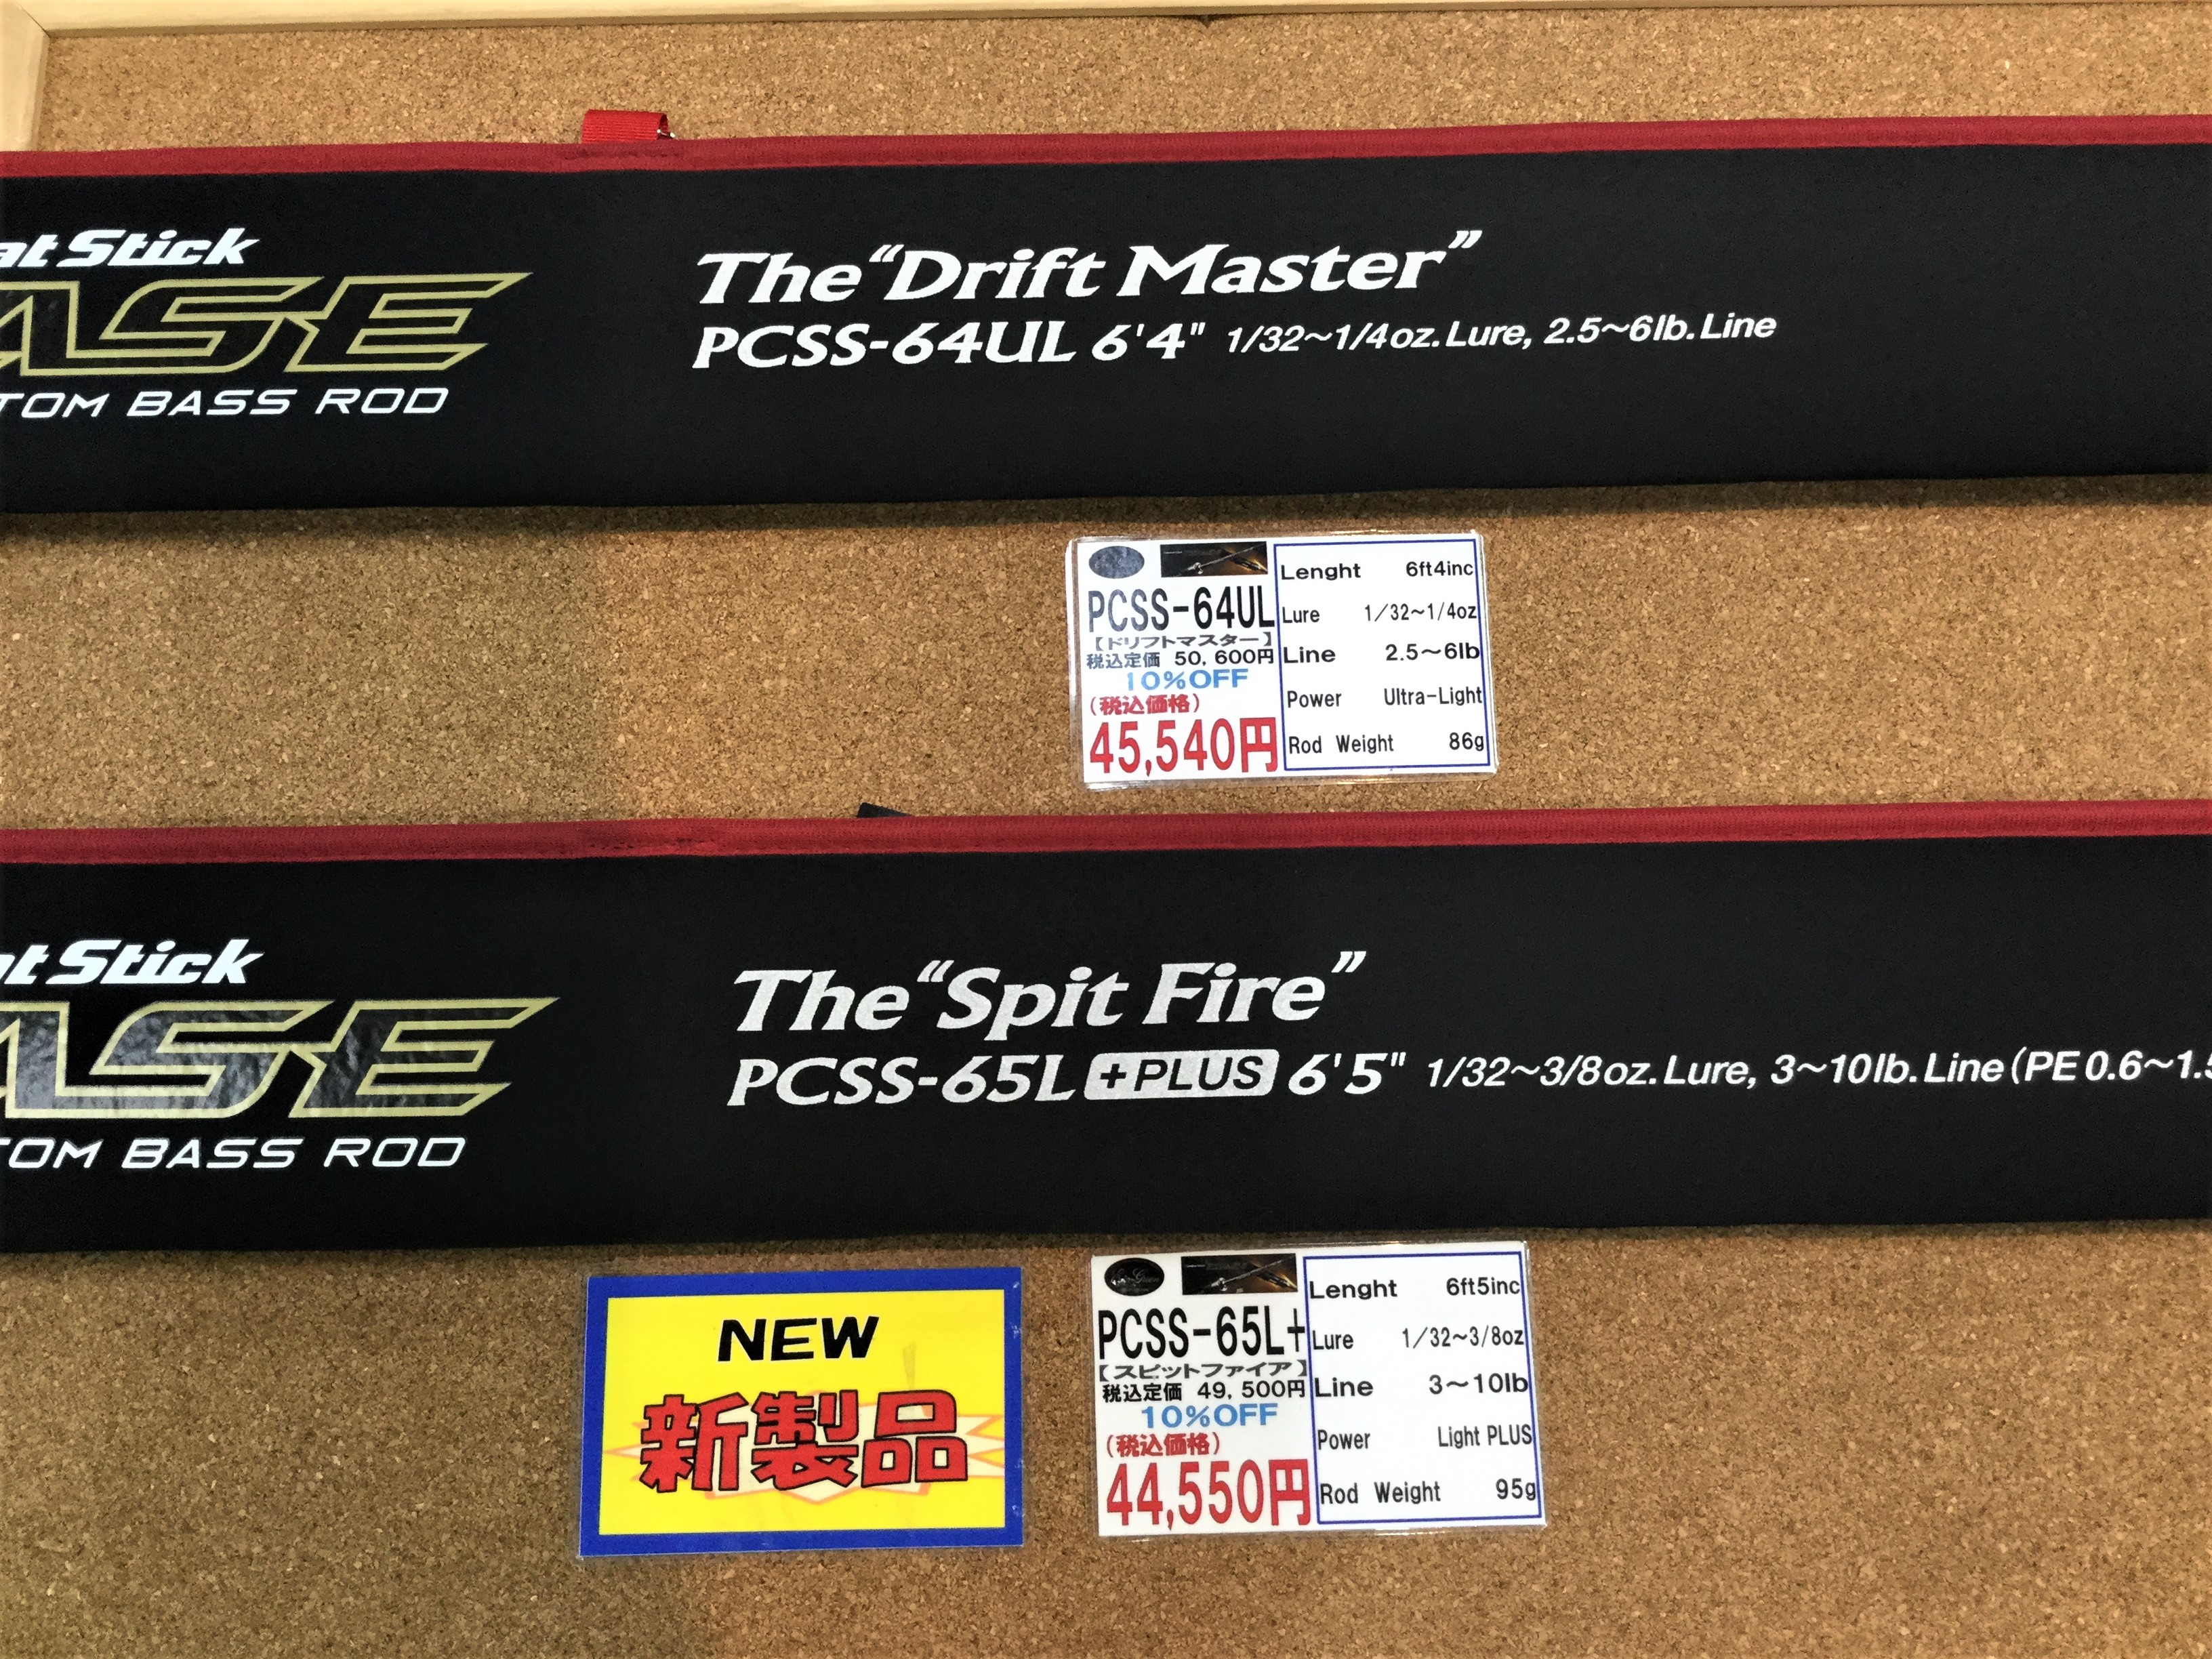 at Stick
ASE
TOM BASS ROD
The “Drift Master”
PCSS-64UL 6'4" 1/32~1/4oz. Lure, 2.5~6lb. Line
PCSS-64UL
【ドリフトマスター】
税込定価 50,600円
10%OFF
(税込価格)
45,540円
Lenght 6ft4inc
Lure 1/32~1/4oz
Line 2.5~6lb
Power Ultra-Light
Rod Weight 86g
at Stick
ASE
TOM BASS ROD
The “Spit Fire”
PCSS-65L +PLUS 6'5" 1/32~3/8oz. Lure, 3~10lb. Line (PE 0.6~1.5
NEW
新製品
PCSS-65L+
【スピットファイア】
税込定価 49,500円
10%OFF
(税込価格)
44,550円
Lenght 6ft5inc
Lure 1/32~3/8oz
Line 3~10lb
Power Light PLUS
Rod Weight 95g